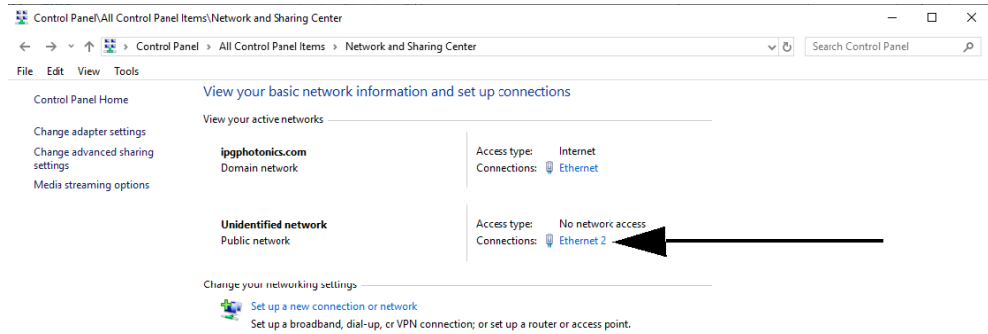 Control Panel\All Control Panel Items\Network and Sharing Center
Control Panel > All Control Panel Items > Network and Sharing Center
Search Control Panel
File Edit View Tools
Control Panel Home
Change adapter settings
Change advanced sharing
settings
Media streaming options
View your basic network information and set up connections
View your active networks
ipgphotonics.com
Domain network
Access type: Internet
Connections: Ethernet
Unidentified network
Public network
Access type: No network access
Connections: Ethernet 2
Change your networking settings
Set up a new connection or network
Set up a broadband, dial-up, or VPN connection; or set up a router or access point.